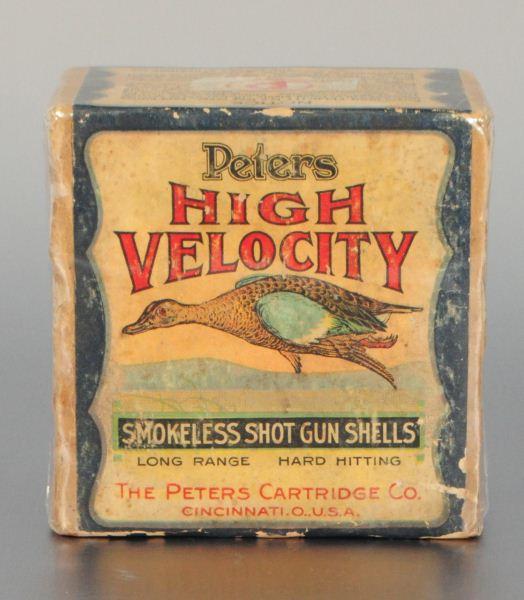 Peters
HIGH
VELOCITY
SMOKELESS SHOT GUN SHELLS
LONG RANGE HARD HITTING
THE PETERS CARTRIDGE CO.
CINCINNATI.O.,U.S.A.